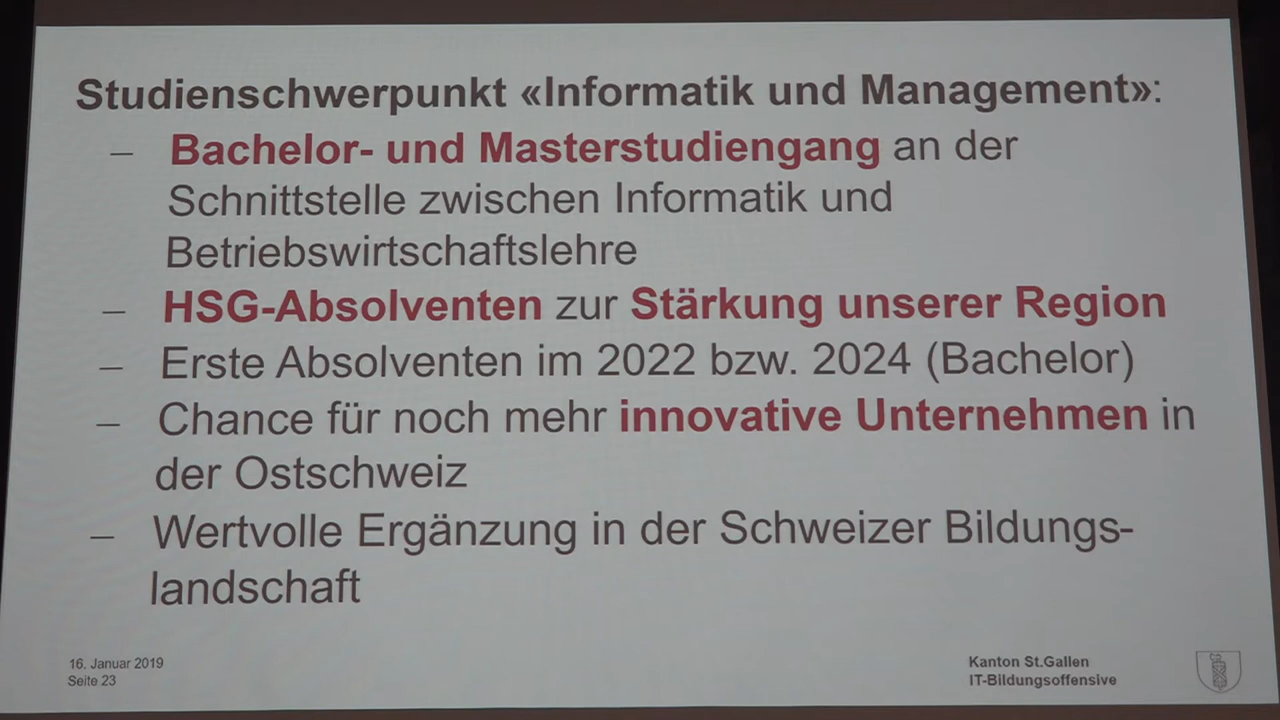 Studienschwerpunkt «Informatik und Management»:
– Bachelor- und Masterstudiengang an der
Schnittstelle zwischen Informatik und
Betriebswirtschaftslehre
– HSG-Absolventen zur Stärkung unserer Region
– Erste Absolventen im 2022 bzw. 2024 (Bachelor)
– Chance für noch mehr innovative Unternehmen in
der Ostschweiz
– Wertvolle Ergänzung in der Schweizer Bildungs-
landschaft
16. Januar 2019
Seite 23
Kanton St.Gallen
IT-Bildungsoffensive